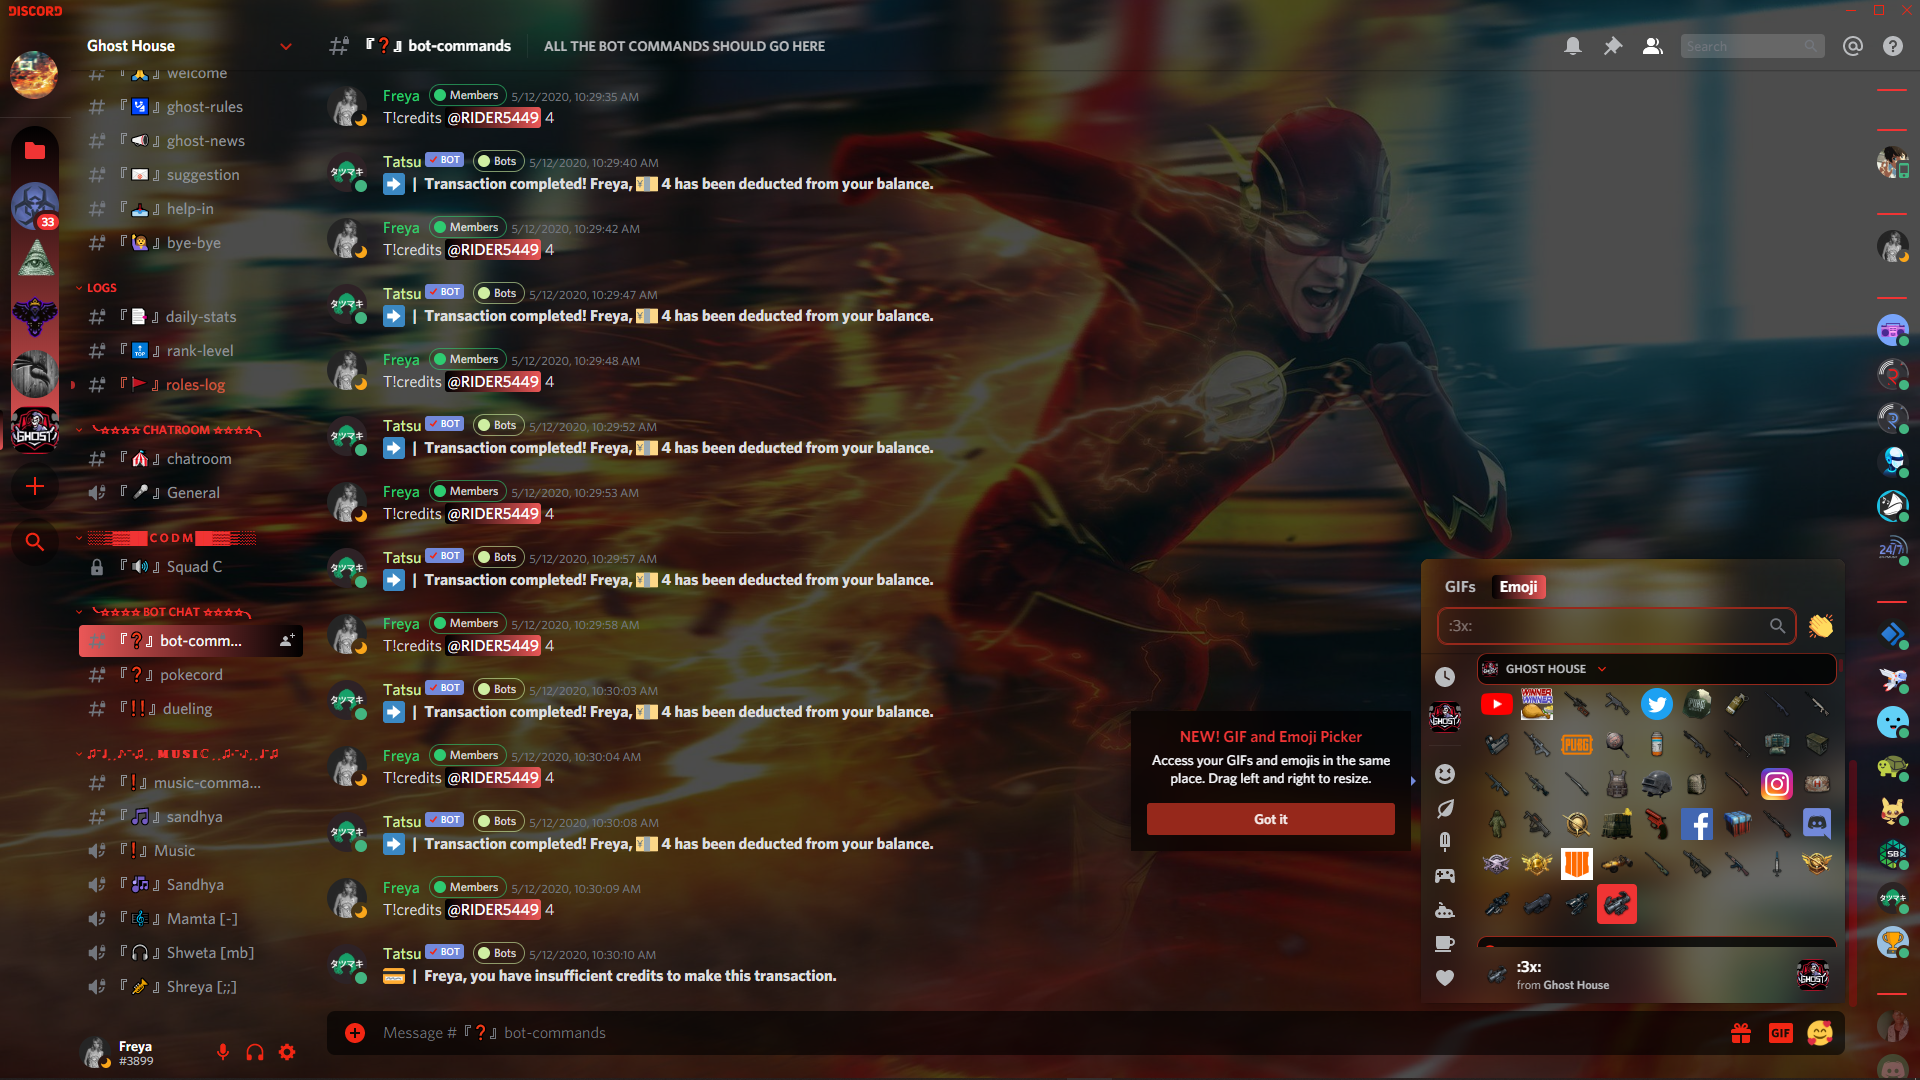 DISCORD
Ghost House
『❓』bot-commands
ALL THE BOT COMMANDS SHOULD GO HERE
Search
33
welcome
ghost-rules
ghost-news
suggestion
help-in
bye-bye
LOGS
daily-stats
rank-level
roles-log
╰☆☆☆☆ CHATROOM ☆☆☆☆╮
chatroom
General
C O D M
Squad C
╰☆☆☆☆ BOT CHAT ☆☆☆☆╮
『❓』bot-comm...
『❓』pokecord
『‼』dueling
MUSIC
『❗』music-comma...
sandhya
『❗』Music
Sandhya
Mamta [-]
Shweta [mb]
Shreya [;;]
Freya
#3899
Freya Members 5/12/2020, 10:29:35 AM
T!credits @RIDER5449 4
Tatsu BOT Bots 5/12/2020, 10:29:40 AM
➡ | Transaction completed! Freya, 💴 4 has been deducted from your balance.
Freya Members 5/12/2020, 10:29:42 AM
T!credits @RIDER5449 4
Tatsu BOT Bots 5/12/2020, 10:29:47 AM
➡ | Transaction completed! Freya, 💴 4 has been deducted from your balance.
Freya Members 5/12/2020, 10:29:48 AM
T!credits @RIDER5449 4
Tatsu BOT Bots 5/12/2020, 10:29:52 AM
➡ | Transaction completed! Freya, 💴 4 has been deducted from your balance.
Freya Members 5/12/2020, 10:29:53 AM
T!credits @RIDER5449 4
Tatsu BOT Bots 5/12/2020, 10:29:57 AM
➡ | Transaction completed! Freya, 💴 4 has been deducted from your balance.
Freya Members 5/12/2020, 10:29:58 AM
T!credits @RIDER5449 4
Tatsu BOT Bots 5/12/2020, 10:30:03 AM
➡ | Transaction completed! Freya, 💴 4 has been deducted from your balance.
Freya Members 5/12/2020, 10:30:04 AM
T!credits @RIDER5449 4
Tatsu BOT Bots 5/12/2020, 10:30:08 AM
➡ | Transaction completed! Freya, 💴 4 has been deducted from your balance.
Freya Members 5/12/2020, 10:30:09 AM
T!credits @RIDER5449 4
Tatsu BOT Bots 5/12/2020, 10:30:10 AM
💳 | Freya, you have insufficient credits to make this transaction.
Message #『❓』bot-commands
GIF
NEW! GIF and Emoji Picker
Access your GIFs and emojis in the same
place. Drag left and right to resize.
Got it
GIFs Emoji
:3x:
GHOST HOUSE
PUBG
:3x:
from Ghost House
GHOST
24/7
SB
タツマキ